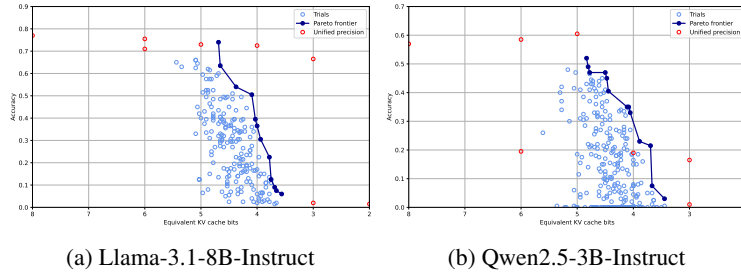 0.9
0.8
0.7
0.6
0.5
0.4
0.3
0.2
0.1
0.0
Accuracy
8 7 6 5 4 3 2
Equivalent KV cache bits
Trials
Pareto frontier
Unified precision
(a) Llama-3.1-8B-Instruct
0.7
0.6
0.5
0.4
0.3
0.2
0.1
0.0
Accuracy
8 7 6 5 4 3
Equivalent KV cache bits
Trials
Pareto frontier
Unified precision
(b) Qwen2.5-3B-Instruct